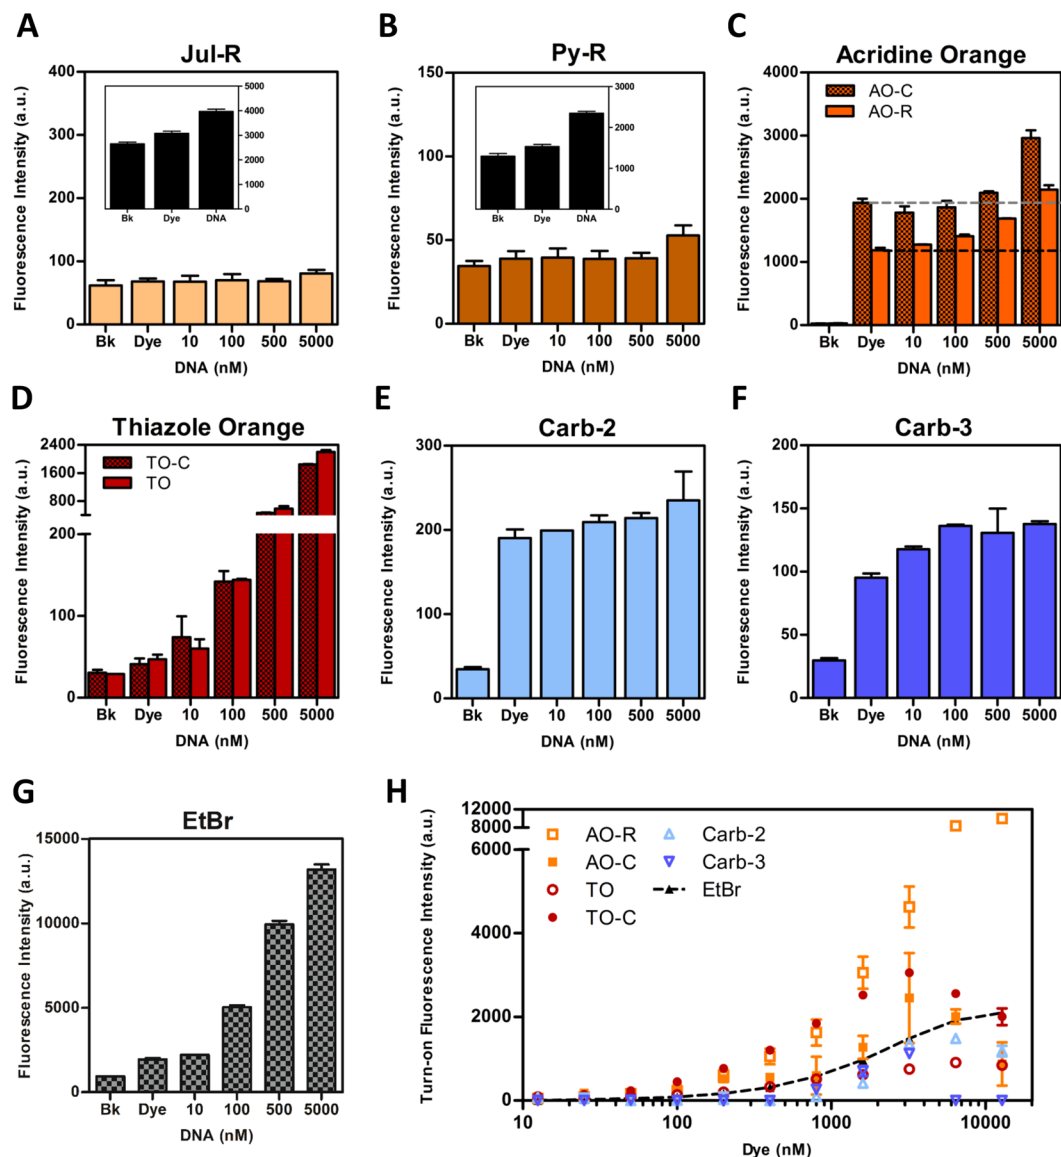 A
Jul-R
Fluorescence Intensity (a.u.)
400
300
200
100
0
5000
4000
3000
2000
1000
0
Bk Dye DNA
Bk Dye 10 100 500 5000
DNA (nM)
B
Py-R
Fluorescence Intensity (a.u.)
150
100
50
0
3000
2000
1000
0
Bk Dye DNA
Bk Dye 10 100 500 5000
DNA (nM)
C
Acridine Orange
Fluorescence Intensity (a.u.)
4000
3000
2000
1000
0
AO-C
AO-R
Bk Dye 10 100 500 5000
DNA (nM)
D
Thiazole Orange
Fluorescence Intensity (a.u.)
2400
1600
800
200
100
0
TO-C
TO
Bk Dye 10 100 500 5000
DNA (nM)
E
Carb-2
Fluorescence Intensity (a.u.)
300
200
100
0
Bk Dye 10 100 500 5000
DNA (nM)
F
Carb-3
Fluorescence Intensity (a.u.)
200
150
100
50
0
Bk Dye 10 100 500 5000
DNA (nM)
G
EtBr
Fluorescence Intensity (a.u.)
15000
10000
5000
0
Bk Dye 10 100 500 5000
DNA (nM)
H
Turn-on Fluorescence Intensity (a.u.)
12000
8000
6000
4000
2000
0
AO-R
AO-C
TO
TO-C
Carb-2
Carb-3
EtBr
10 100 1000 10000
Dye (nM)